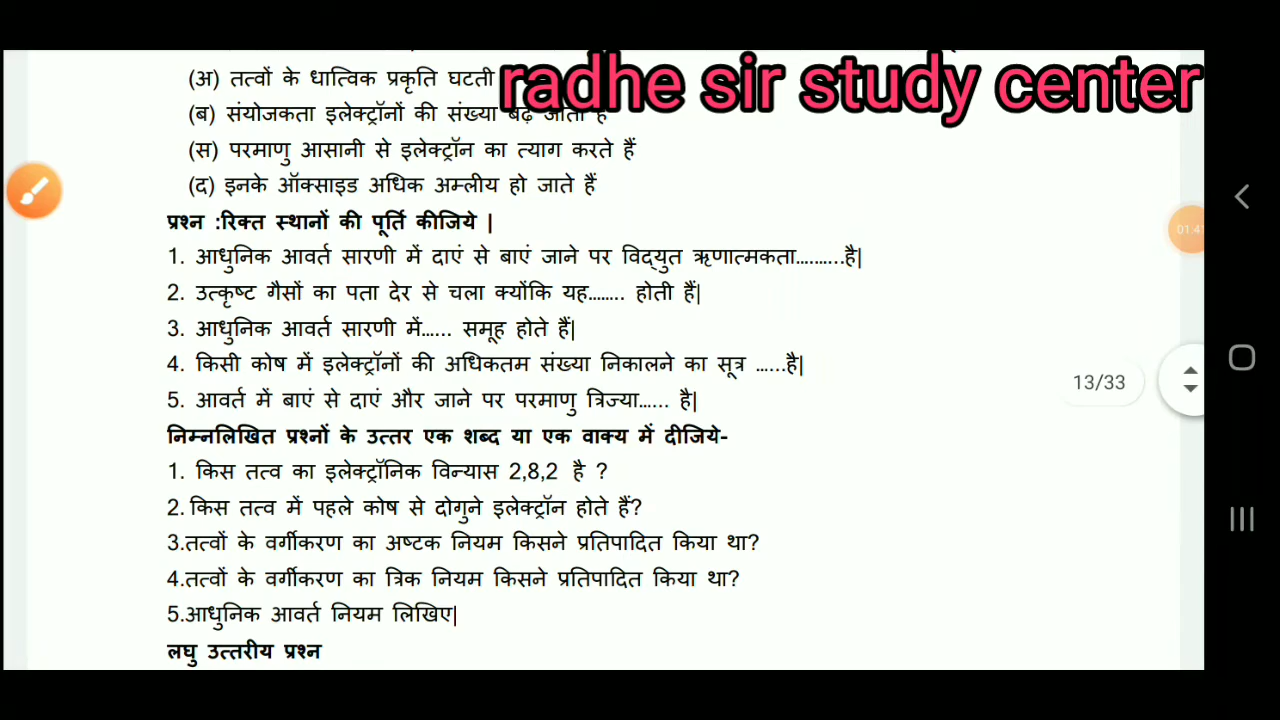 radhe sir study center
(अ) तत्वों के धात्विक प्रकृति घटती
(ब) संयोजकता इलेक्ट्रॉनों की संख्या बढ़ जाती है
(स) परमाणु आसानी से इलेक्ट्रॉन का त्याग करते हैं
(द) इनके ऑक्साइड अधिक अम्लीय हो जाते हैं
प्रश्न :रिक्त स्थानों की पूर्ति कीजिये |
1. आधुनिक आवर्त सारणी में दाएं से बाएं जाने पर विद्युत ऋणात्मकता.........है|
2. उत्कृष्ट गैसों का पता देर से चला क्योंकि यह........ होती हैं|
3. आधुनिक आवर्त सारणी में...... समूह होते हैं|
4. किसी कोष में इलेक्ट्रॉनों की अधिकतम संख्या निकालने का सूत्र ......है|
5. आवर्त में बाएं से दाएं और जाने पर परमाणु त्रिज्या...... है|
निम्नलिखित प्रश्नों के उत्तर एक शब्द या एक वाक्य में दीजिये-
1. किस तत्व का इलेक्ट्रॉनिक विन्यास 2,8,2 है ?
2. किस तत्व में पहले कोष से दोगुने इलेक्ट्रॉन होते हैं?
3.तत्वों के वर्गीकरण का अष्टक नियम किसने प्रतिपादित किया था?
4.तत्वों के वर्गीकरण का त्रिक नियम किसने प्रतिपादित किया था?
5.आधुनिक आवर्त नियम लिखिए|
लघु उत्तरीय प्रश्न
01:41
13/33